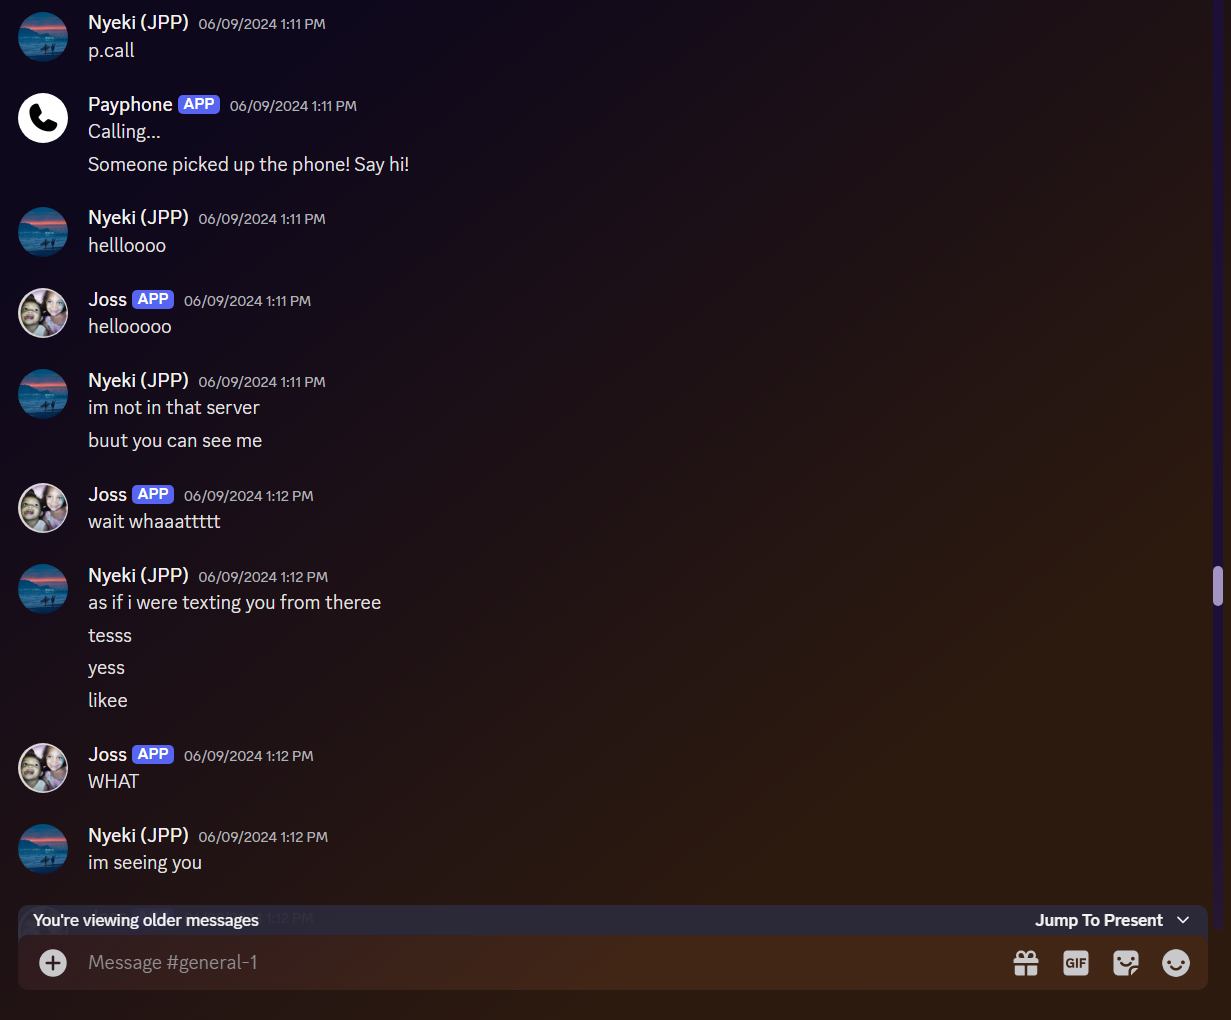 Nyeki (JPP) 06/09/2024 1:11 PM
p.call
Payphone APP 06/09/2024 1:11 PM
Calling...
Someone picked up the phone! Say hi!
Nyeki (JPP) 06/09/2024 1:11 PM
hellloooo
Joss APP 06/09/2024 1:11 PM
hellooooo
Nyeki (JPP) 06/09/2024 1:11 PM
im not in that server
buut you can see me
Joss APP 06/09/2024 1:12 PM
wait whaaattttt
Nyeki (JPP) 06/09/2024 1:12 PM
as if i were texting you from theree
tesss
yess
likee
Joss APP 06/09/2024 1:12 PM
WHAT
Nyeki (JPP) 06/09/2024 1:12 PM
im seeing you
You're viewing older messages Jump To Present
Message #general-1
GIF